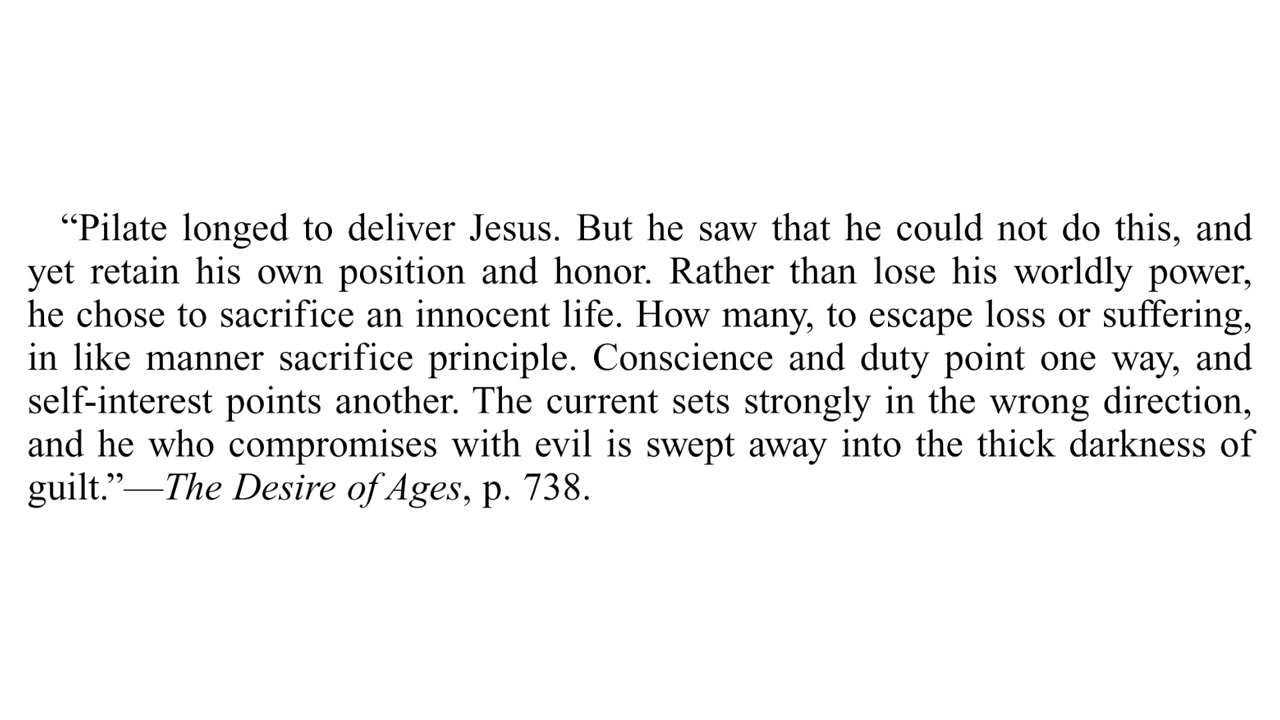 “Pilate longed to deliver Jesus. But he saw that he could not do this, and
yet retain his own position and honor. Rather than lose his worldly power,
he chose to sacrifice an innocent life. How many, to escape loss or suffering,
in like manner sacrifice principle. Conscience and duty point one way, and
self-interest points another. The current sets strongly in the wrong direction,
and he who compromises with evil is swept away into the thick darkness of
guilt.”—The Desire of Ages, p. 738.